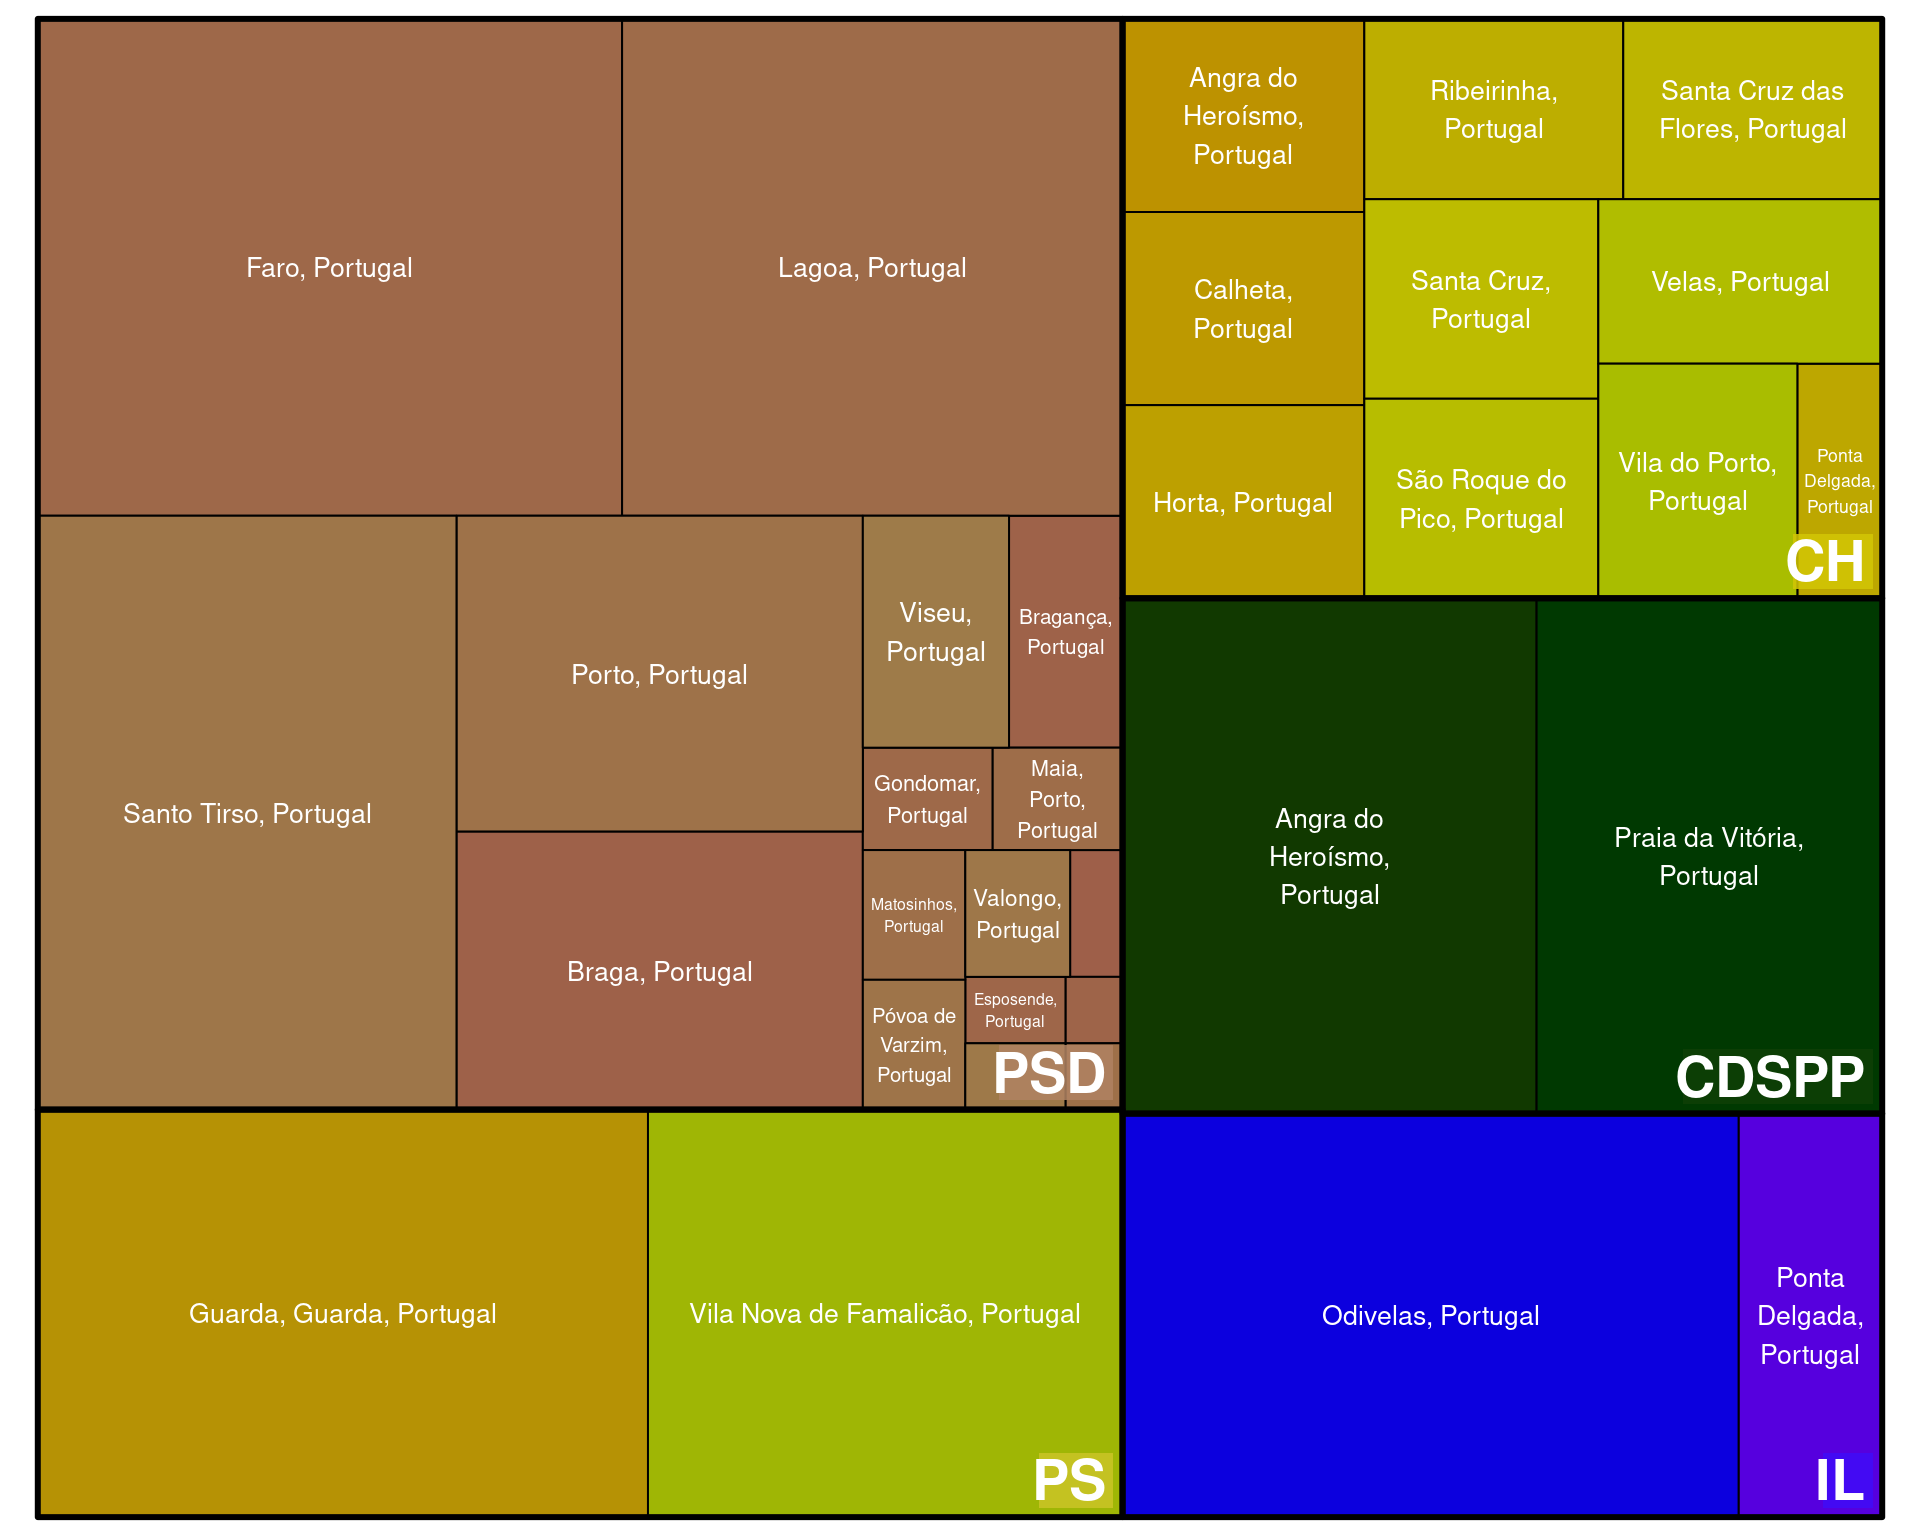 Faro, Portugal
Lagoa, Portugal
Santo Tirso, Portugal
Porto, Portugal
Braga, Portugal
Viseu,
Portugal
Bragança,
Portugal
Gondomar,
Portugal
Maia,
Porto,
Portugal
Matosinhos,
Portugal
Valongo,
Portugal
Póvoa de
Varzim,
Portugal
Esposende,
Portugal
PSD
Guarda, Guarda, Portugal
Vila Nova de Famalicão, Portugal
PS
Angra do
Heroísmo,
Portugal
Calheta,
Portugal
Horta, Portugal
Ribeirinha,
Portugal
Santa Cruz das
Flores, Portugal
Santa Cruz,
Portugal
Velas, Portugal
São Roque do
Pico, Portugal
Vila do Porto,
Portugal
Ponta
Delgada,
Portugal
CH
Angra do
Heroísmo,
Portugal
Praia da Vitória,
Portugal
CDSPP
Odivelas, Portugal
Ponta
Delgada,
Portugal
IL